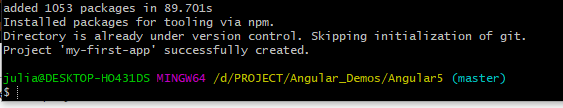 added 1053 packages in 89.701s
Installed packages for tooling via npm.
Directory is already under version control. Skipping initialization of git.
Project 'my-first-app' successfully created.
julia@DESKTOP-HO431DS MINGW64 /d/PROJECT/Angular_Demos/Angular5 (master)
$